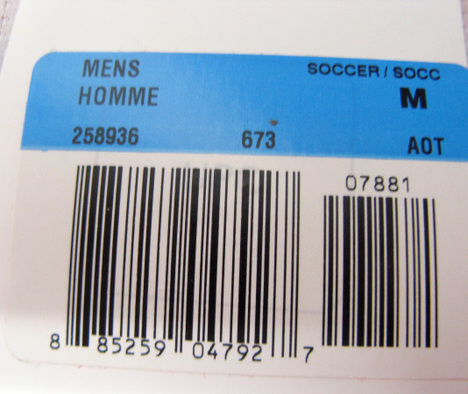 MENS SOCCER / SOCC
HOMME M
258936 673 AOT
07881
8 85259 04792 7